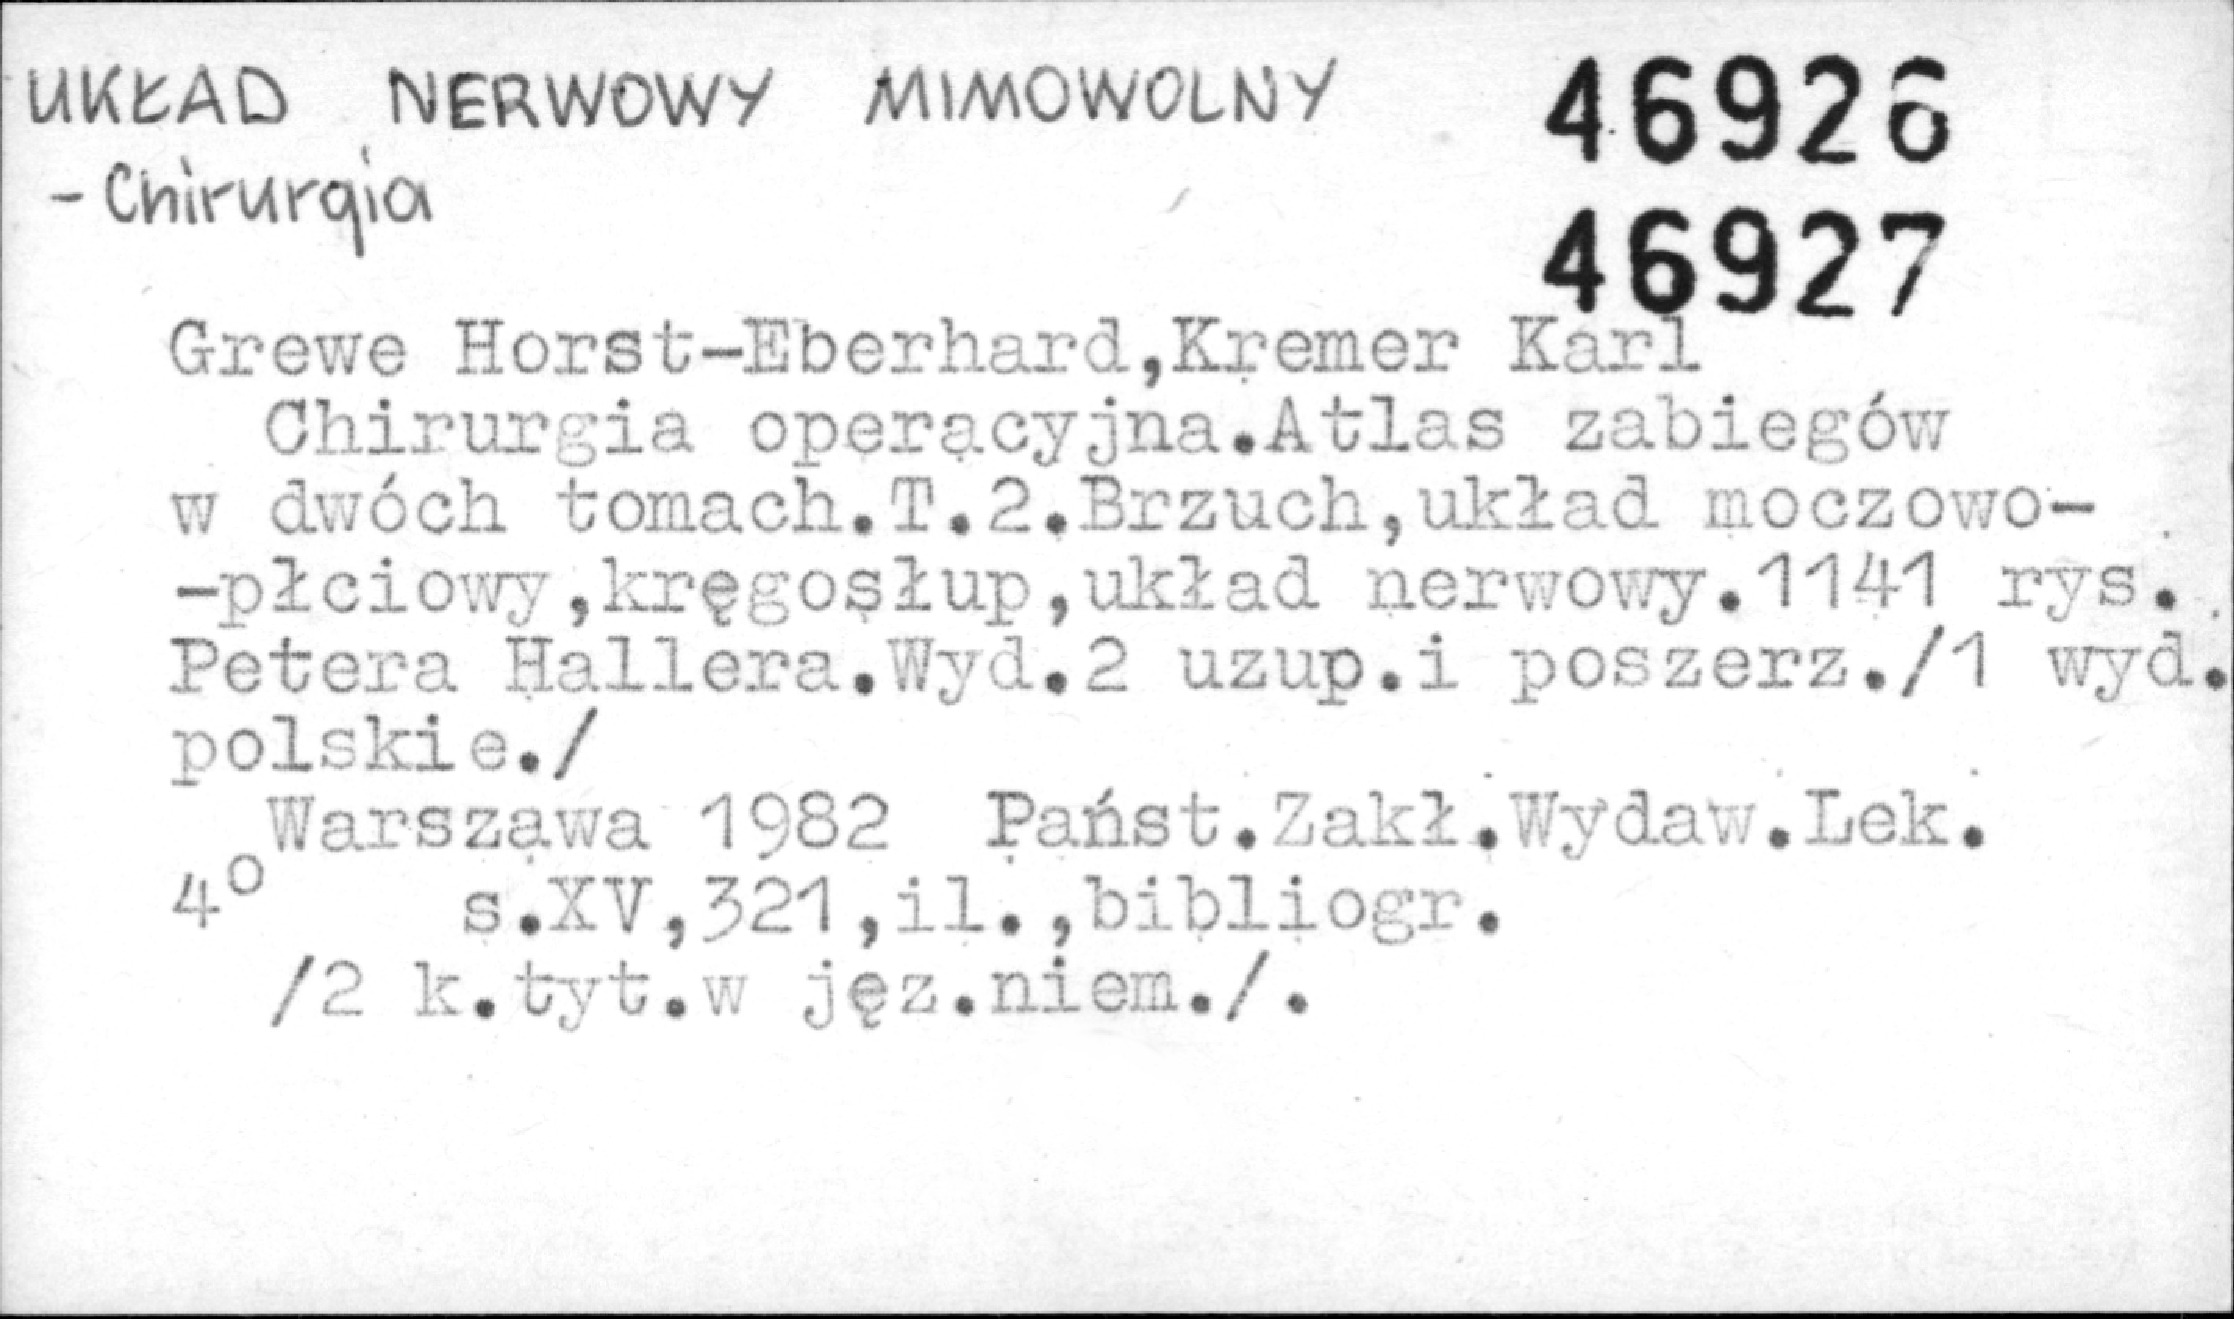 UKŁAD NERWOWY MIMOWOLNY
46926
- Chirurgia
46927
Grewe Horst-Eberhard,Kremer Karl
Chirurgia operacyjna.Atlas zabiegów
w dwóch tomach.T.2.Brzuch,układ moczowo-
-płciowy,kręgosłup,układ nerwowy.1141 rys.
Petera Hallera.Wyd.2 uzup.i poszerz./1 wyd.
polskie./
Warszawa 1982 Państ.Zakł.Wydaw.Lek.
4° s.XV,321,il.,bibliogr.
/2 k.tyt.w jęz.niem./.